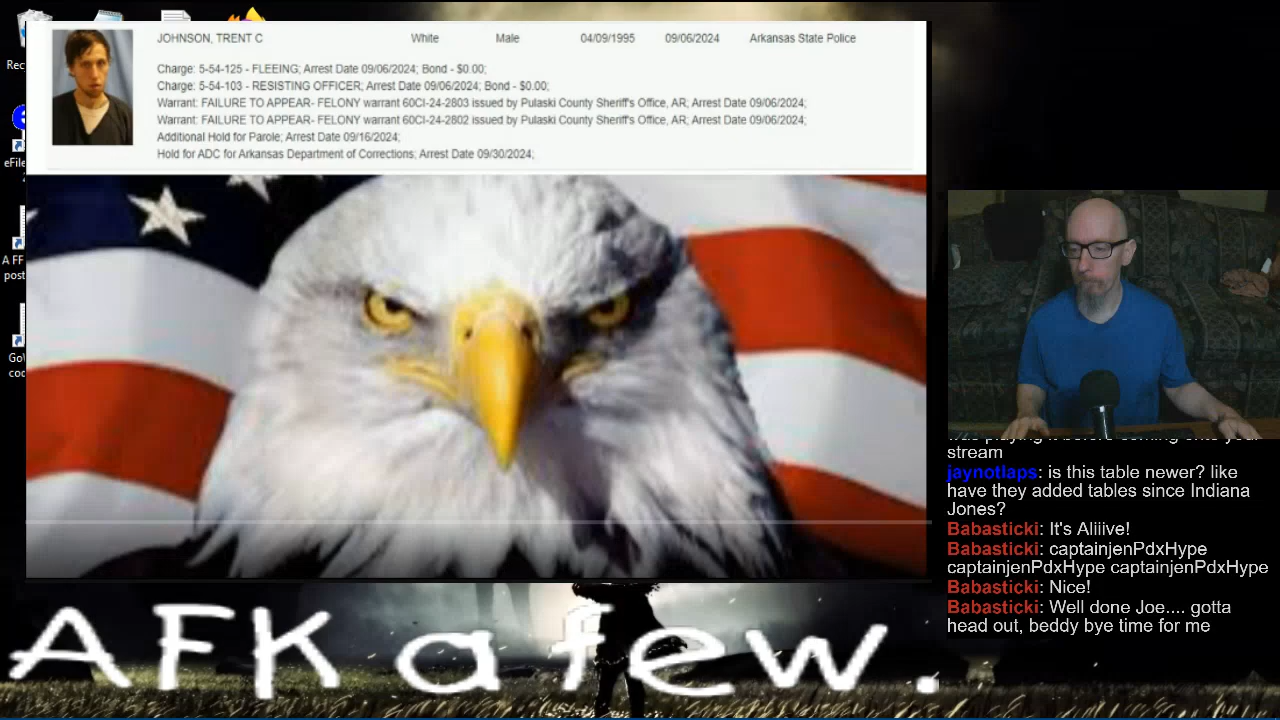 Rec
eFile
A FF
post
GoW
coo
JOHNSON, TRENT C White Male 04/09/1995 09/06/2024 Arkansas State Police
Charge: 5-54-125 - FLEEING; Arrest Date 09/06/2024; Bond - $0.00;
Charge: 5-54-103 - RESISTING OFFICER; Arrest Date 09/06/2024; Bond - $0.00;
Warrant: FAILURE TO APPEAR- FELONY warrant 60CI-24-2803 issued by Pulaski County Sheriff's Office, AR; Arrest Date 09/06/2024;
Warrant: FAILURE TO APPEAR- FELONY warrant 60CI-24-2802 issued by Pulaski County Sheriff's Office, AR; Arrest Date 09/06/2024;
Additional Hold for Parole; Arrest Date 09/16/2024;
Hold for ADC for Arkansas Department of Corrections; Arrest Date 09/30/2024;
AFK a few.
stream
jaynotlaps: is this table newer? like
have they added tables since Indiana
Jones?
Babasticki: It's Aliiive!
Babasticki: captainjenPdxHype
captainjenPdxHype captainjenPdxHype
Babasticki: Nice!
Babasticki: Well done Joe.... gotta
head out, beddy bye time for me